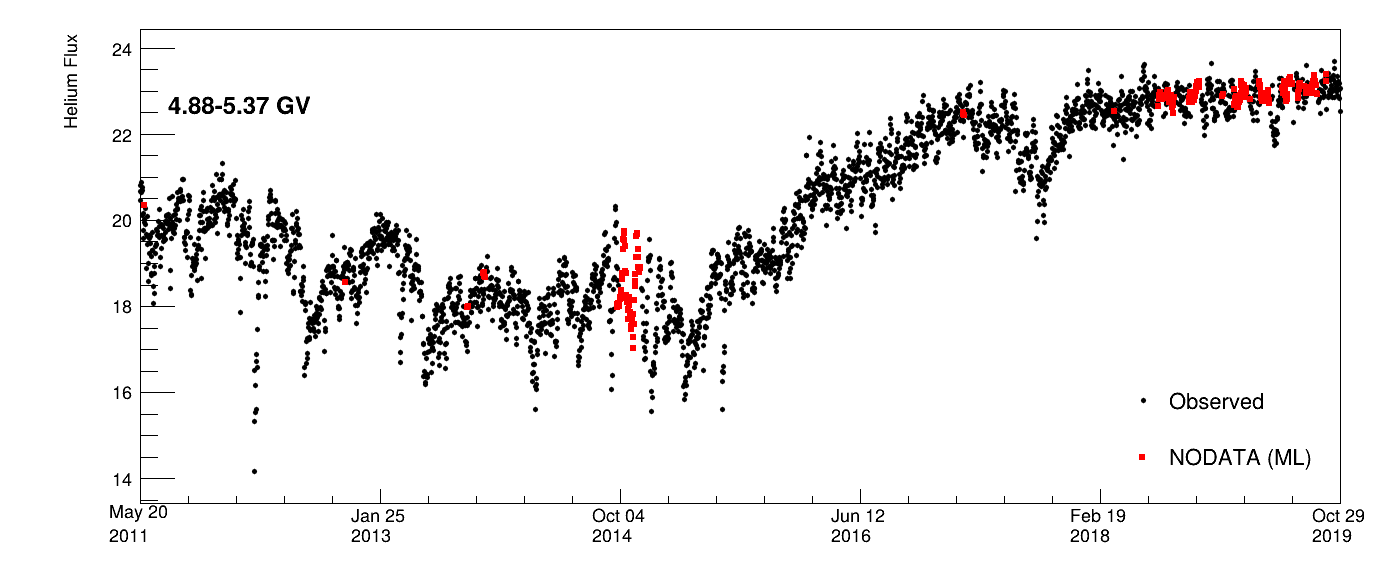 Helium Flux
24
22
20
18
16
14
4.88-5.37 GV
Observed
NODATA (ML)
May 20
2011
Jan 25
2013
Oct 04
2014
Jun 12
2016
Feb 19
2018
Oct 29
2019